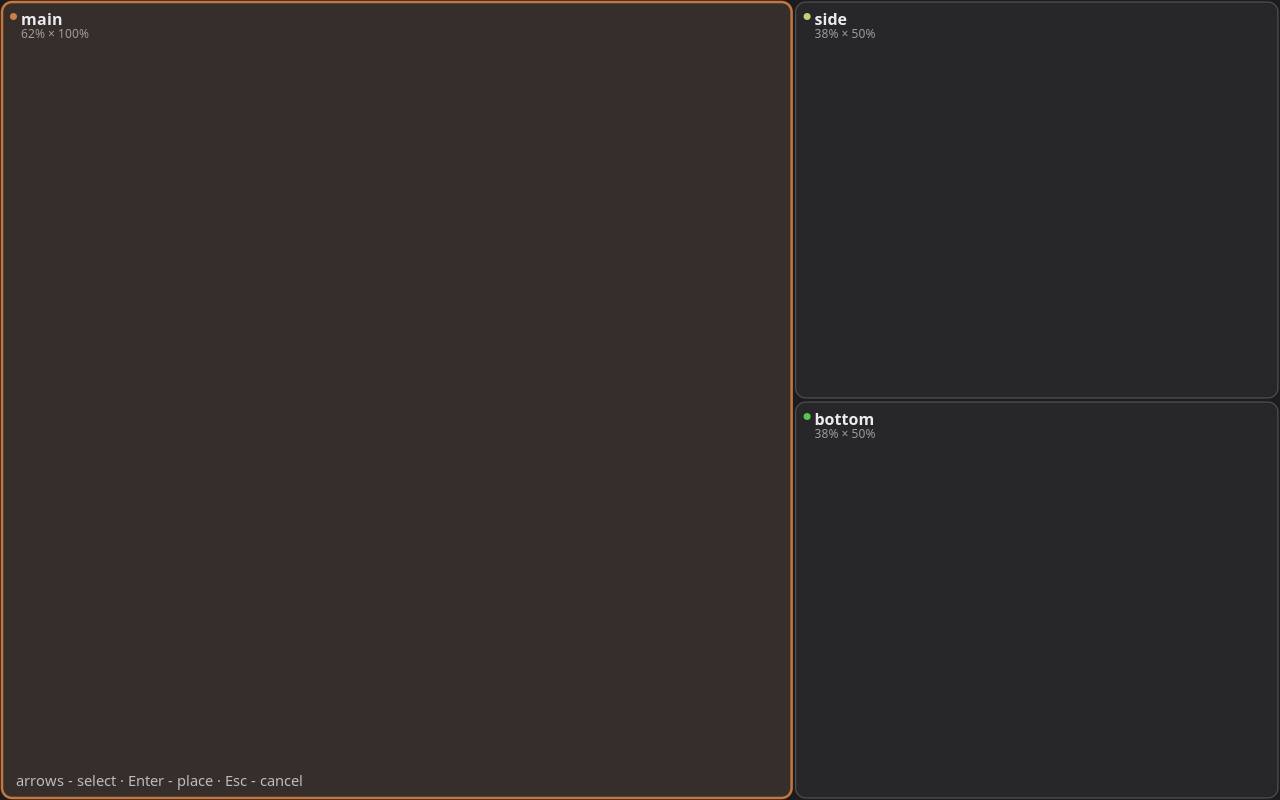 main
62% × 100%
side
38% × 50%
bottom
38% × 50%
arrows - select · Enter - place · Esc - cancel